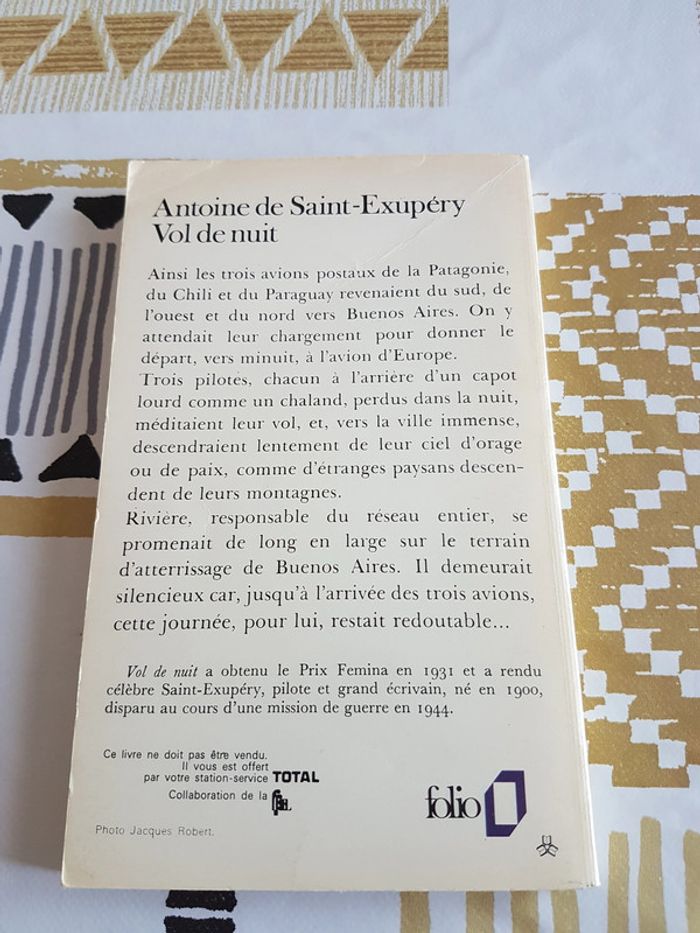 Antoine de Saint-Exupéry
Vol de nuit
Ainsi les trois avions postaux de la Patagonie,
du Chili et du Paraguay revenaient du sud, de
l'ouest et du nord vers Buenos Aires. On y
attendait leur chargement pour donner le
départ, vers minuit, à l'avion d'Europe.
Trois pilotes, chacun à l'arrière d'un capot
lourd comme un chaland, perdus dans la nuit,
méditaient leur vol, et, vers la ville immense,
descendraient lentement de leur ciel d'orage
ou de paix, comme d'étranges paysans descen-
dent de leurs montagnes.
Rivière, responsable du réseau entier, se
promenait de long en large sur le terrain
d'atterrissage de Buenos Aires. Il demeurait
silencieux car, jusqu'à l'arrivée des trois avions,
cette journée, pour lui, restait redoutable...
Vol de nuit a obtenu le Prix Femina en 1931 et a rendu
célèbre Saint-Exupéry, pilote et grand écrivain, né en 1900,
disparu au cours d'une mission de guerre en 1944.
Ce livre ne doit pas être vendu.
Il vous est offert
par votre station-service TOTAL
Collaboration de la
folio
Photo Jacques Robert.